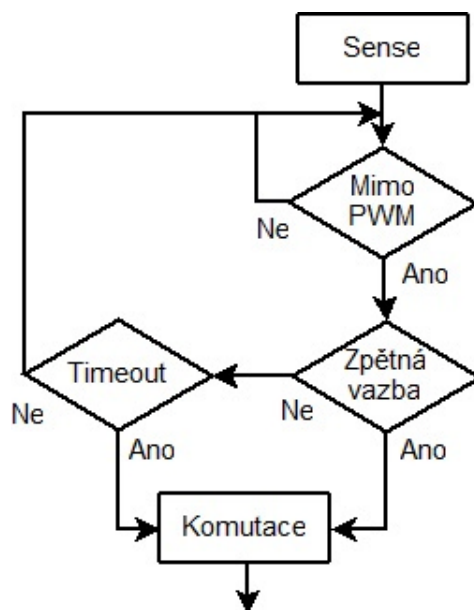 Sense
Mimo
PWM
Ne
Ano
Zpětná
vazba
Timeout
Ne
Ne
Ano
Ano
Komutace